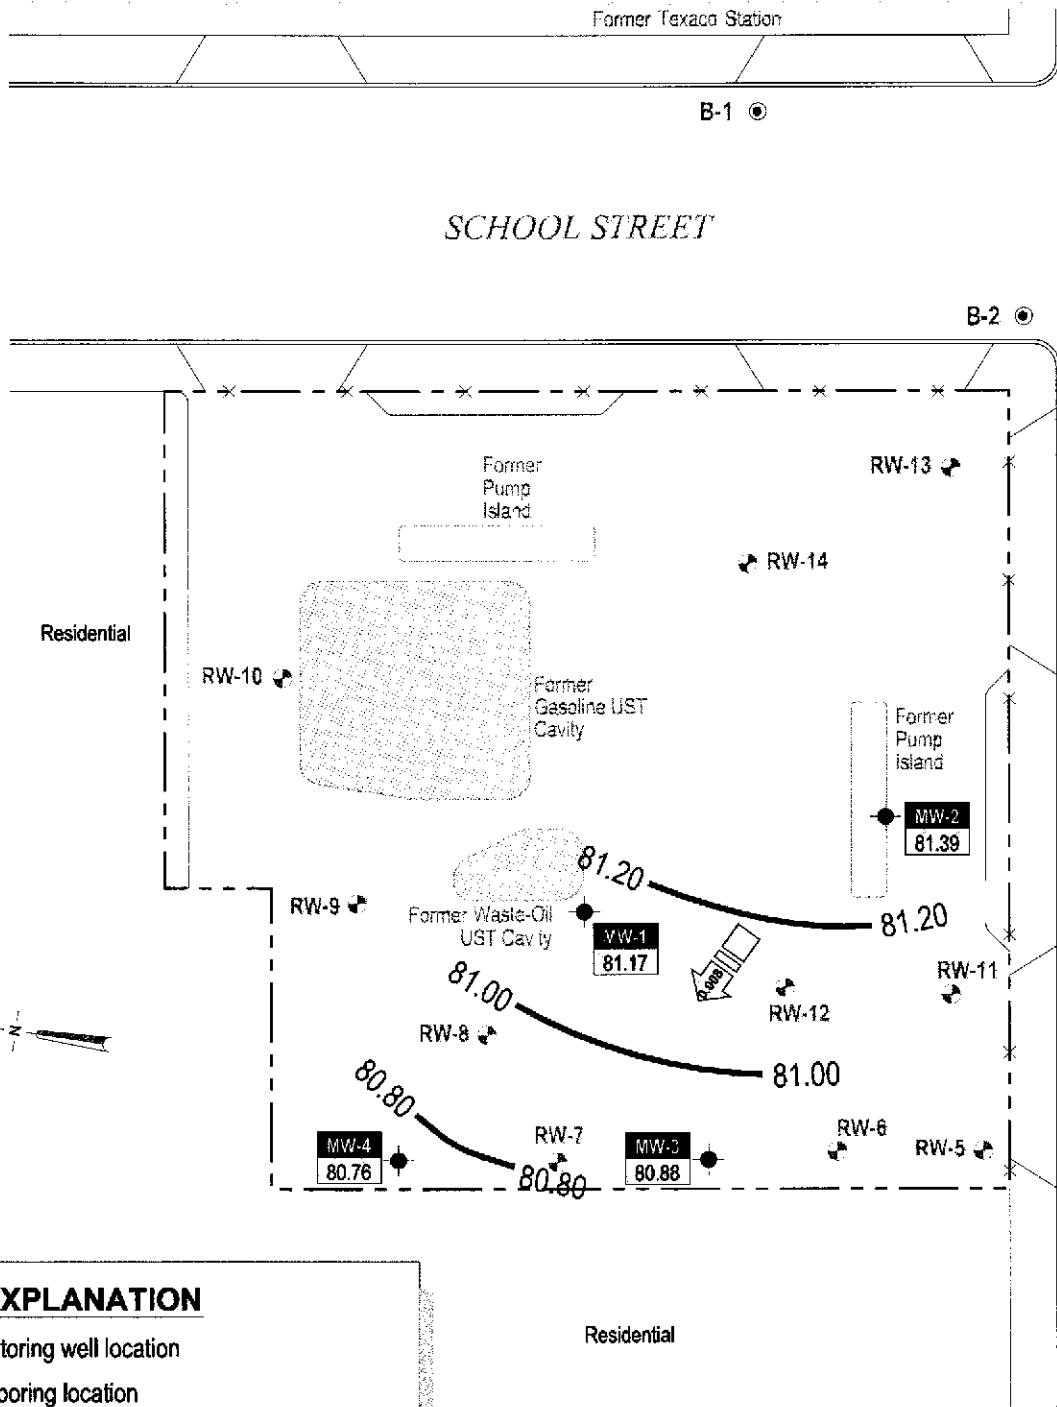 Former Texaco Station
B-1
SCHOOL STREET
B-2
Former
Pump
Island
RW-13
RW-14
Residential
RW-10
Former
Gasoline UST
Cavity
Former
Pump
island
MW-2
81.39
81.20
81.20
RW-9
Former Waste-Oil
UST Cavity
VW-1
81.17
0.008
RW-11
RW-12
81.00
81.00
RW-8
N
80.80
80.80
MW-4
80.76
RW-7
MW-3
80.88
RW-6
RW-5
XPLANATION
toring well location
boring location
Residential